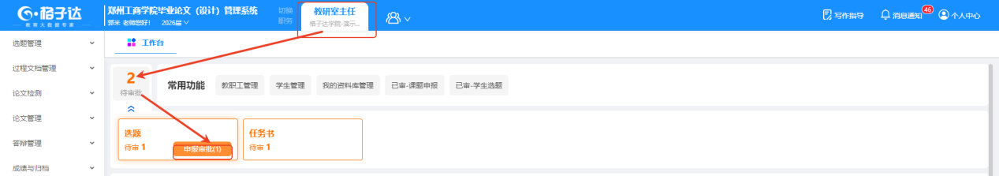 格子达
教育大数据专家
郑州工商学院毕业论文（设计）管理系统
郭米 老师您好！ 2026届
切换
职务
教研室主任
格子达学院-演示...
写作指导
消息通知 46
个人中心
选题管理
过程文档管理
论文检测
论文管理
答辩管理
成绩与归档
工作台
2
待审批
常用功能 教职工管理 学生管理 我的资料库管理 已审-课题申报 已审-学生选题
选题
待审 1
申报审批(1)
任务书
待审 1